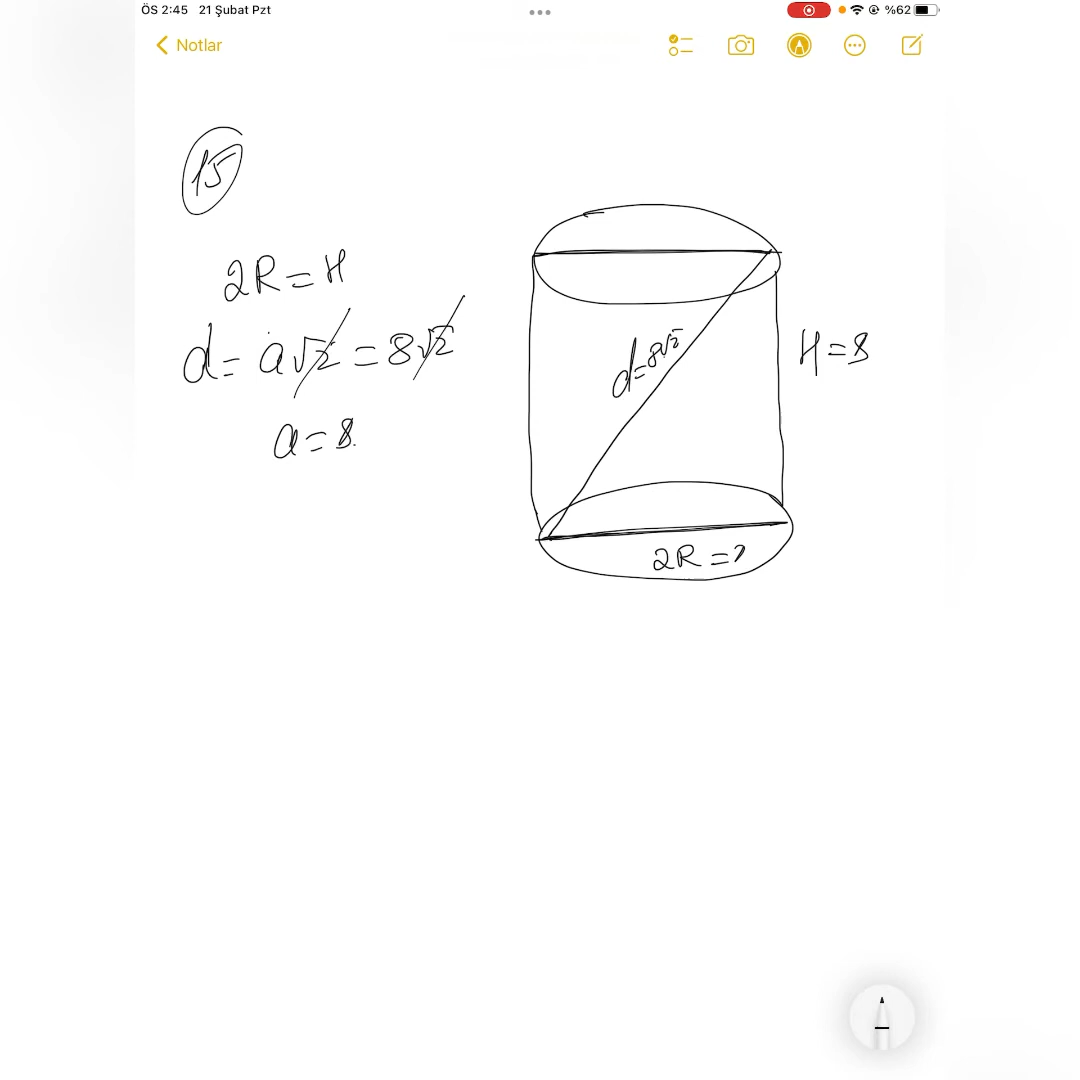 ÖS 2:45 21 Şubat Pzt
%62
Notlar
15
2R=H
d=a√2=8√2
a=8.
d=8√2
H=8
2R=?